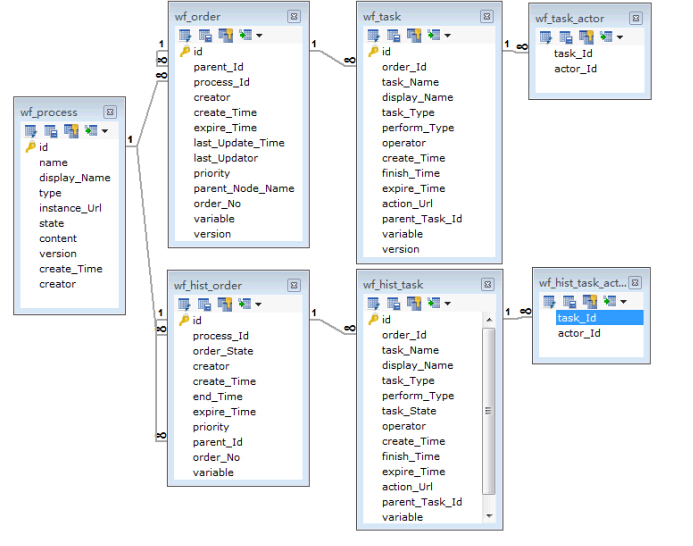 wf_process
id
name
display_Name
type
instance_Url
state
content
version
create_Time
creator
wf_order
id
parent_Id
process_Id
creator
create_Time
expire_Time
last_Update_Time
last_Updator
priority
parent_Node_Name
order_No
variable
version
wf_task
id
order_Id
task_Name
display_Name
task_Type
perform_Type
operator
create_Time
finish_Time
expire_Time
action_Url
parent_Task_Id
variable
version
wf_task_actor
task_Id
actor_Id
wf_hist_order
id
process_Id
order_State
creator
create_Time
end_Time
expire_Time
priority
parent_Id
order_No
variable
wf_hist_task
id
order_Id
task_Name
display_Name
task_Type
perform_Type
task_State
operator
create_Time
finish_Time
expire_Time
action_Url
parent_Task_Id
variable
wf_hist_task_act...
task_Id
actor_Id
1
∞
∞
1
1
∞
1
∞
1
∞
∞
1
∞
1
∞